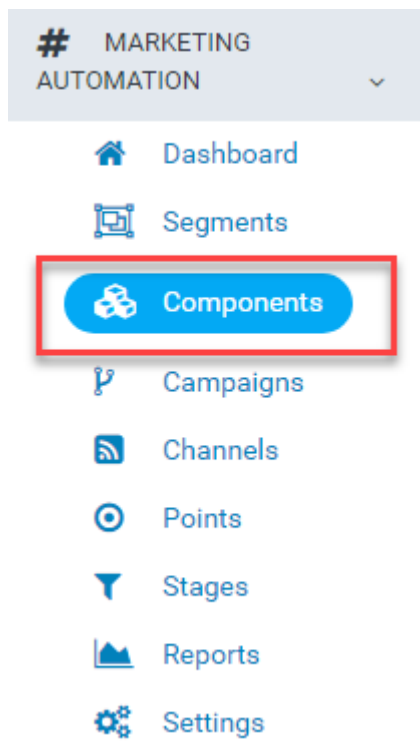 # MARKETING
AUTOMATION
Dashboard
Segments
Components
Campaigns
Channels
Points
Stages
Reports
Settings